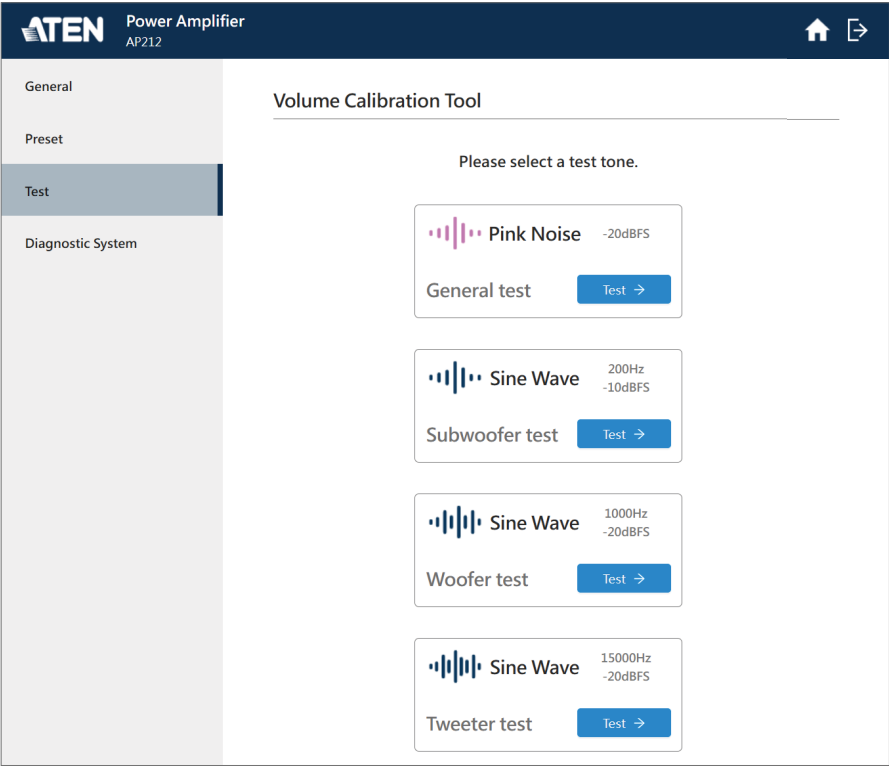 ATEN
Power Amplifier
AP212
General
Preset
Test
Diagnostic System
Volume Calibration Tool
Please select a test tone.
Pink Noise -20dBFS
General test Test →
Sine Wave 200Hz
-10dBFS
Subwoofer test Test →
Sine Wave 1000Hz
-20dBFS
Woofer test Test →
Sine Wave 15000Hz
-20dBFS
Tweeter test Test →